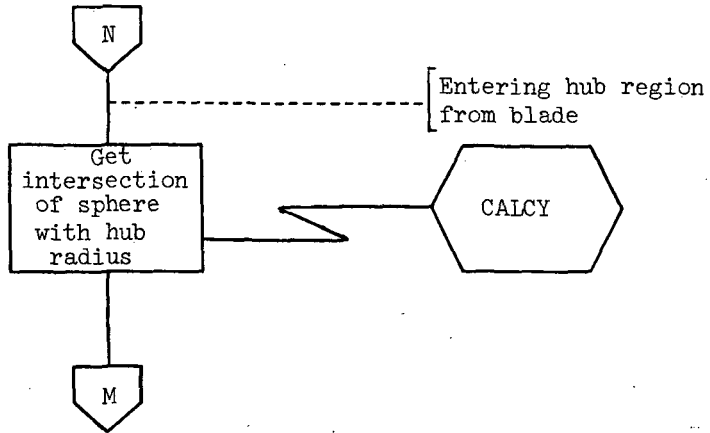 N
Entering hub region
from blade
Get
intersection
of sphere
with hub
radius
CALCY
M